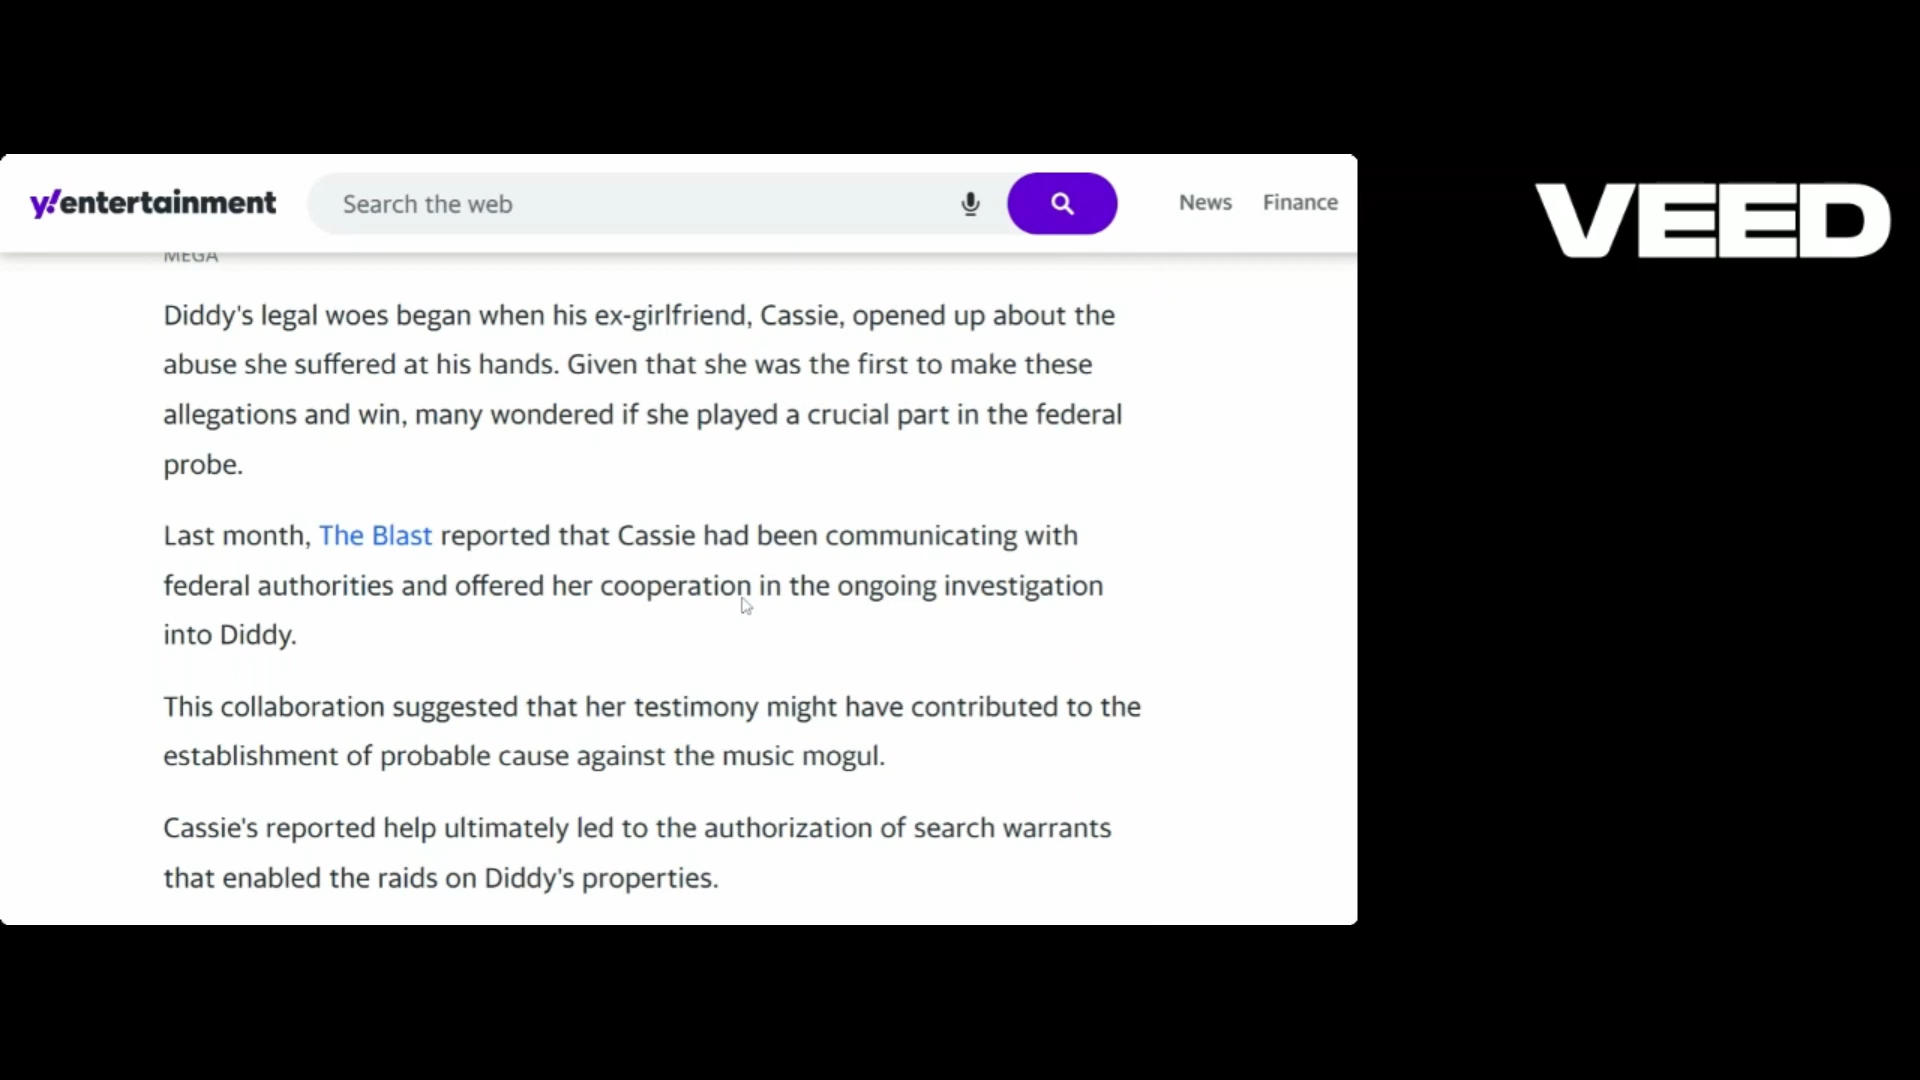 y!entertainment
Search the web
News
Finance
VEED
MEGA
Diddy's legal woes began when his ex-girlfriend, Cassie, opened up about the
abuse she suffered at his hands. Given that she was the first to make these
allegations and win, many wondered if she played a crucial part in the federal
probe.
Last month, The Blast reported that Cassie had been communicating with
federal authorities and offered her cooperation in the ongoing investigation
into Diddy.
This collaboration suggested that her testimony might have contributed to the
establishment of probable cause against the music mogul.
Cassie's reported help ultimately led to the authorization of search warrants
that enabled the raids on Diddy's properties.